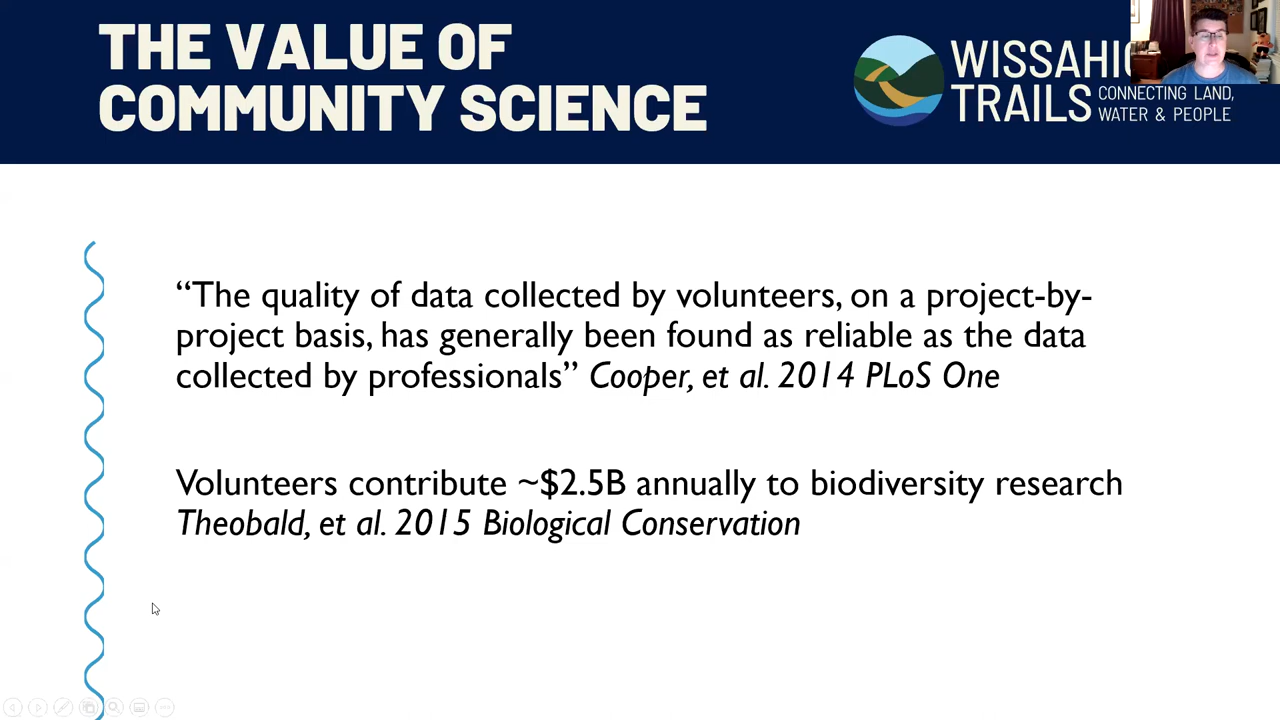 THE VALUE OF
COMMUNITY SCIENCE
TRAILS
CONNECTING LAND,
WATER & PEOPLE
“The quality of data collected by volunteers, on a project-by-
project basis, has generally been found as reliable as the data
collected by professionals” Cooper, et al. 2014 PLoS One
Volunteers contribute ~$2.5B annually to biodiversity research
Theobald, et al. 2015 Biological Conservation